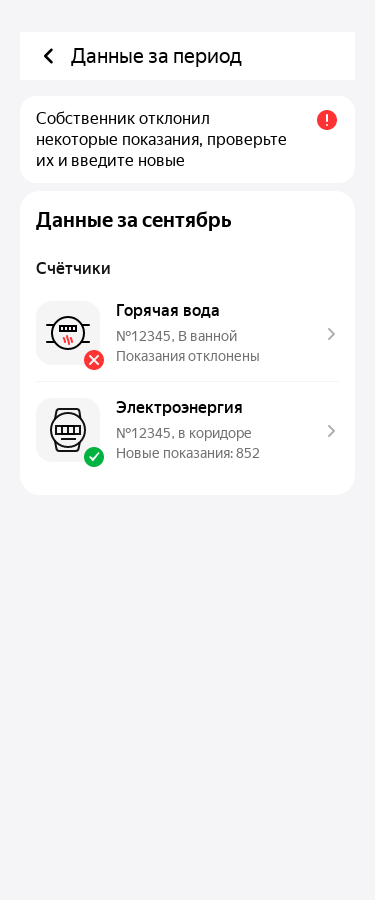 Данные за период
Собственник отклонил
некоторые показания, проверьте
их и введите новые
Данные за сентябрь
Счётчики
Горячая вода
№12345, В ванной
Показания отклонены
Электроэнергия
№12345, в коридоре
Новые показания: 852